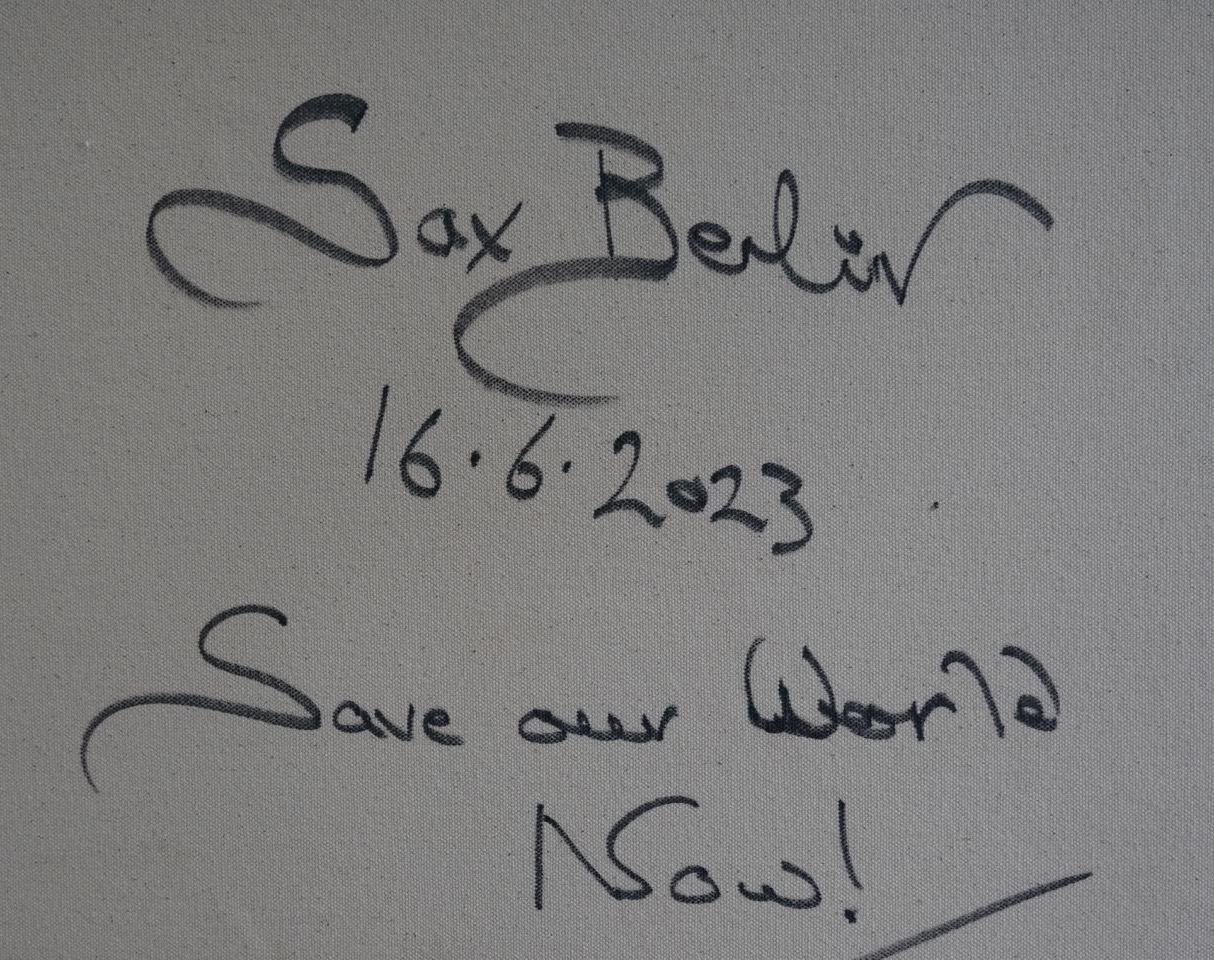 Sax Berlin
16.6.2023
Save our World
Now!